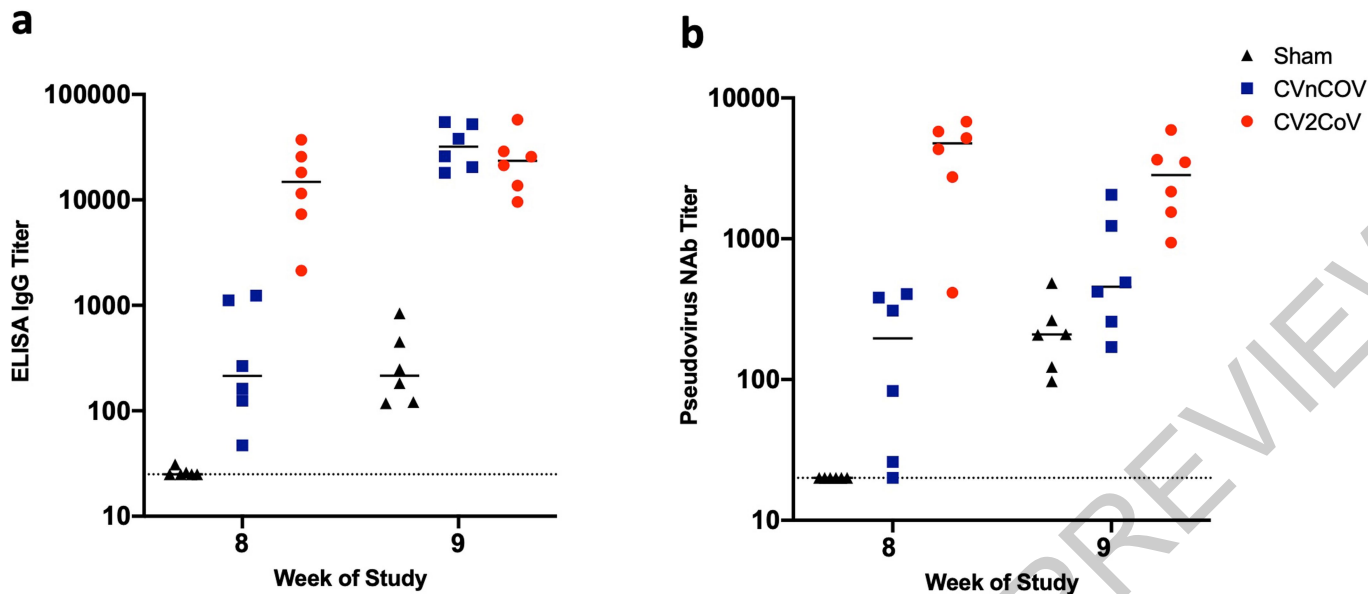 a
100000
10000
1000
100
10
ELISA IgG Titer
8
9
Week of Study
b
10000
1000
100
10
Pseudovirus NAb Titer
8
9
Week of Study
Sham
CVnCOV
CV2CoV
PREVIEW